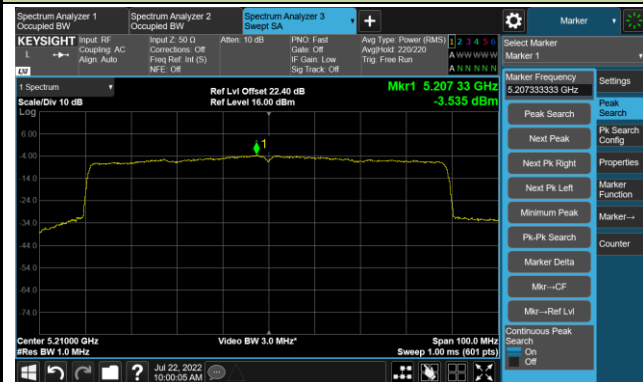 Spectrum Analyzer 1
Occupied BW
Spectrum Analyzer 2
Occupied BW
Spectrum Analyzer 3
Swept SA
Marker
KEYSIGHT
L
LXI
Input: RF
Coupling: AC
Align: Auto
Input Z: 50 Ω
Corrections: Off
Freq Ref: Int (S)
NFE: Off
Atten: 10 dB
PNO: Fast
Gate: Off
IF Gain: Low
Sig Track: Off
Avg Type: Power (RMS)
Avg|Hold: 220/220
Trig: Free Run
1 2 3 4 5 6
A W W W W W
A N N N N N
Select Marker
Marker 1
1 Spectrum
Scale/Div 10 dB
Log
Ref Lvl Offset 22.40 dB
Ref Level 16.00 dBm
Mkr1 5.207 33 GHz
-3.535 dBm
6.00
-4.00
-14.0
-24.0
-34.0
-44.0
-54.0
-64.0
-74.0
1
Center 5.21000 GHz
#Res BW 1.0 MHz
Video BW 3.0 MHz*
Span 100.0 MHz
Sweep 1.00 ms (601 pts)
Marker Frequency
5.207333333 GHz
Peak Search
Next Peak
Next Pk Right
Next Pk Left
Minimum Peak
Pk-Pk Search
Marker Delta
Mkr→CF
Mkr→Ref Lvl
Continuous Peak
Search
On
Off
Settings
Peak
Search
Pk Search
Config
Properties
Marker
Function
Marker→
Counter
Jul 22, 2022
10:00:05 AM